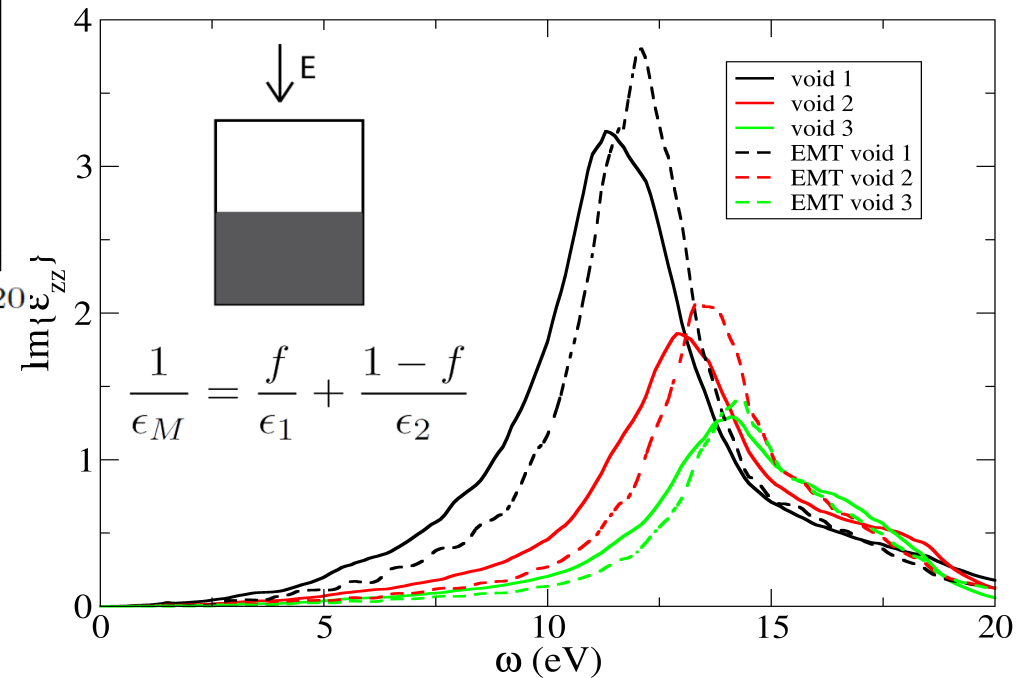 4
E
void 1
void 2
void 3
EMT void 1
EMT void 2
EMT void 3
3
20
Im{ε_zz}
2
1/ϵ_M = f/ϵ_1 + (1 − f)/ϵ_2
1
0
0 5 10 15 20
ω (eV)